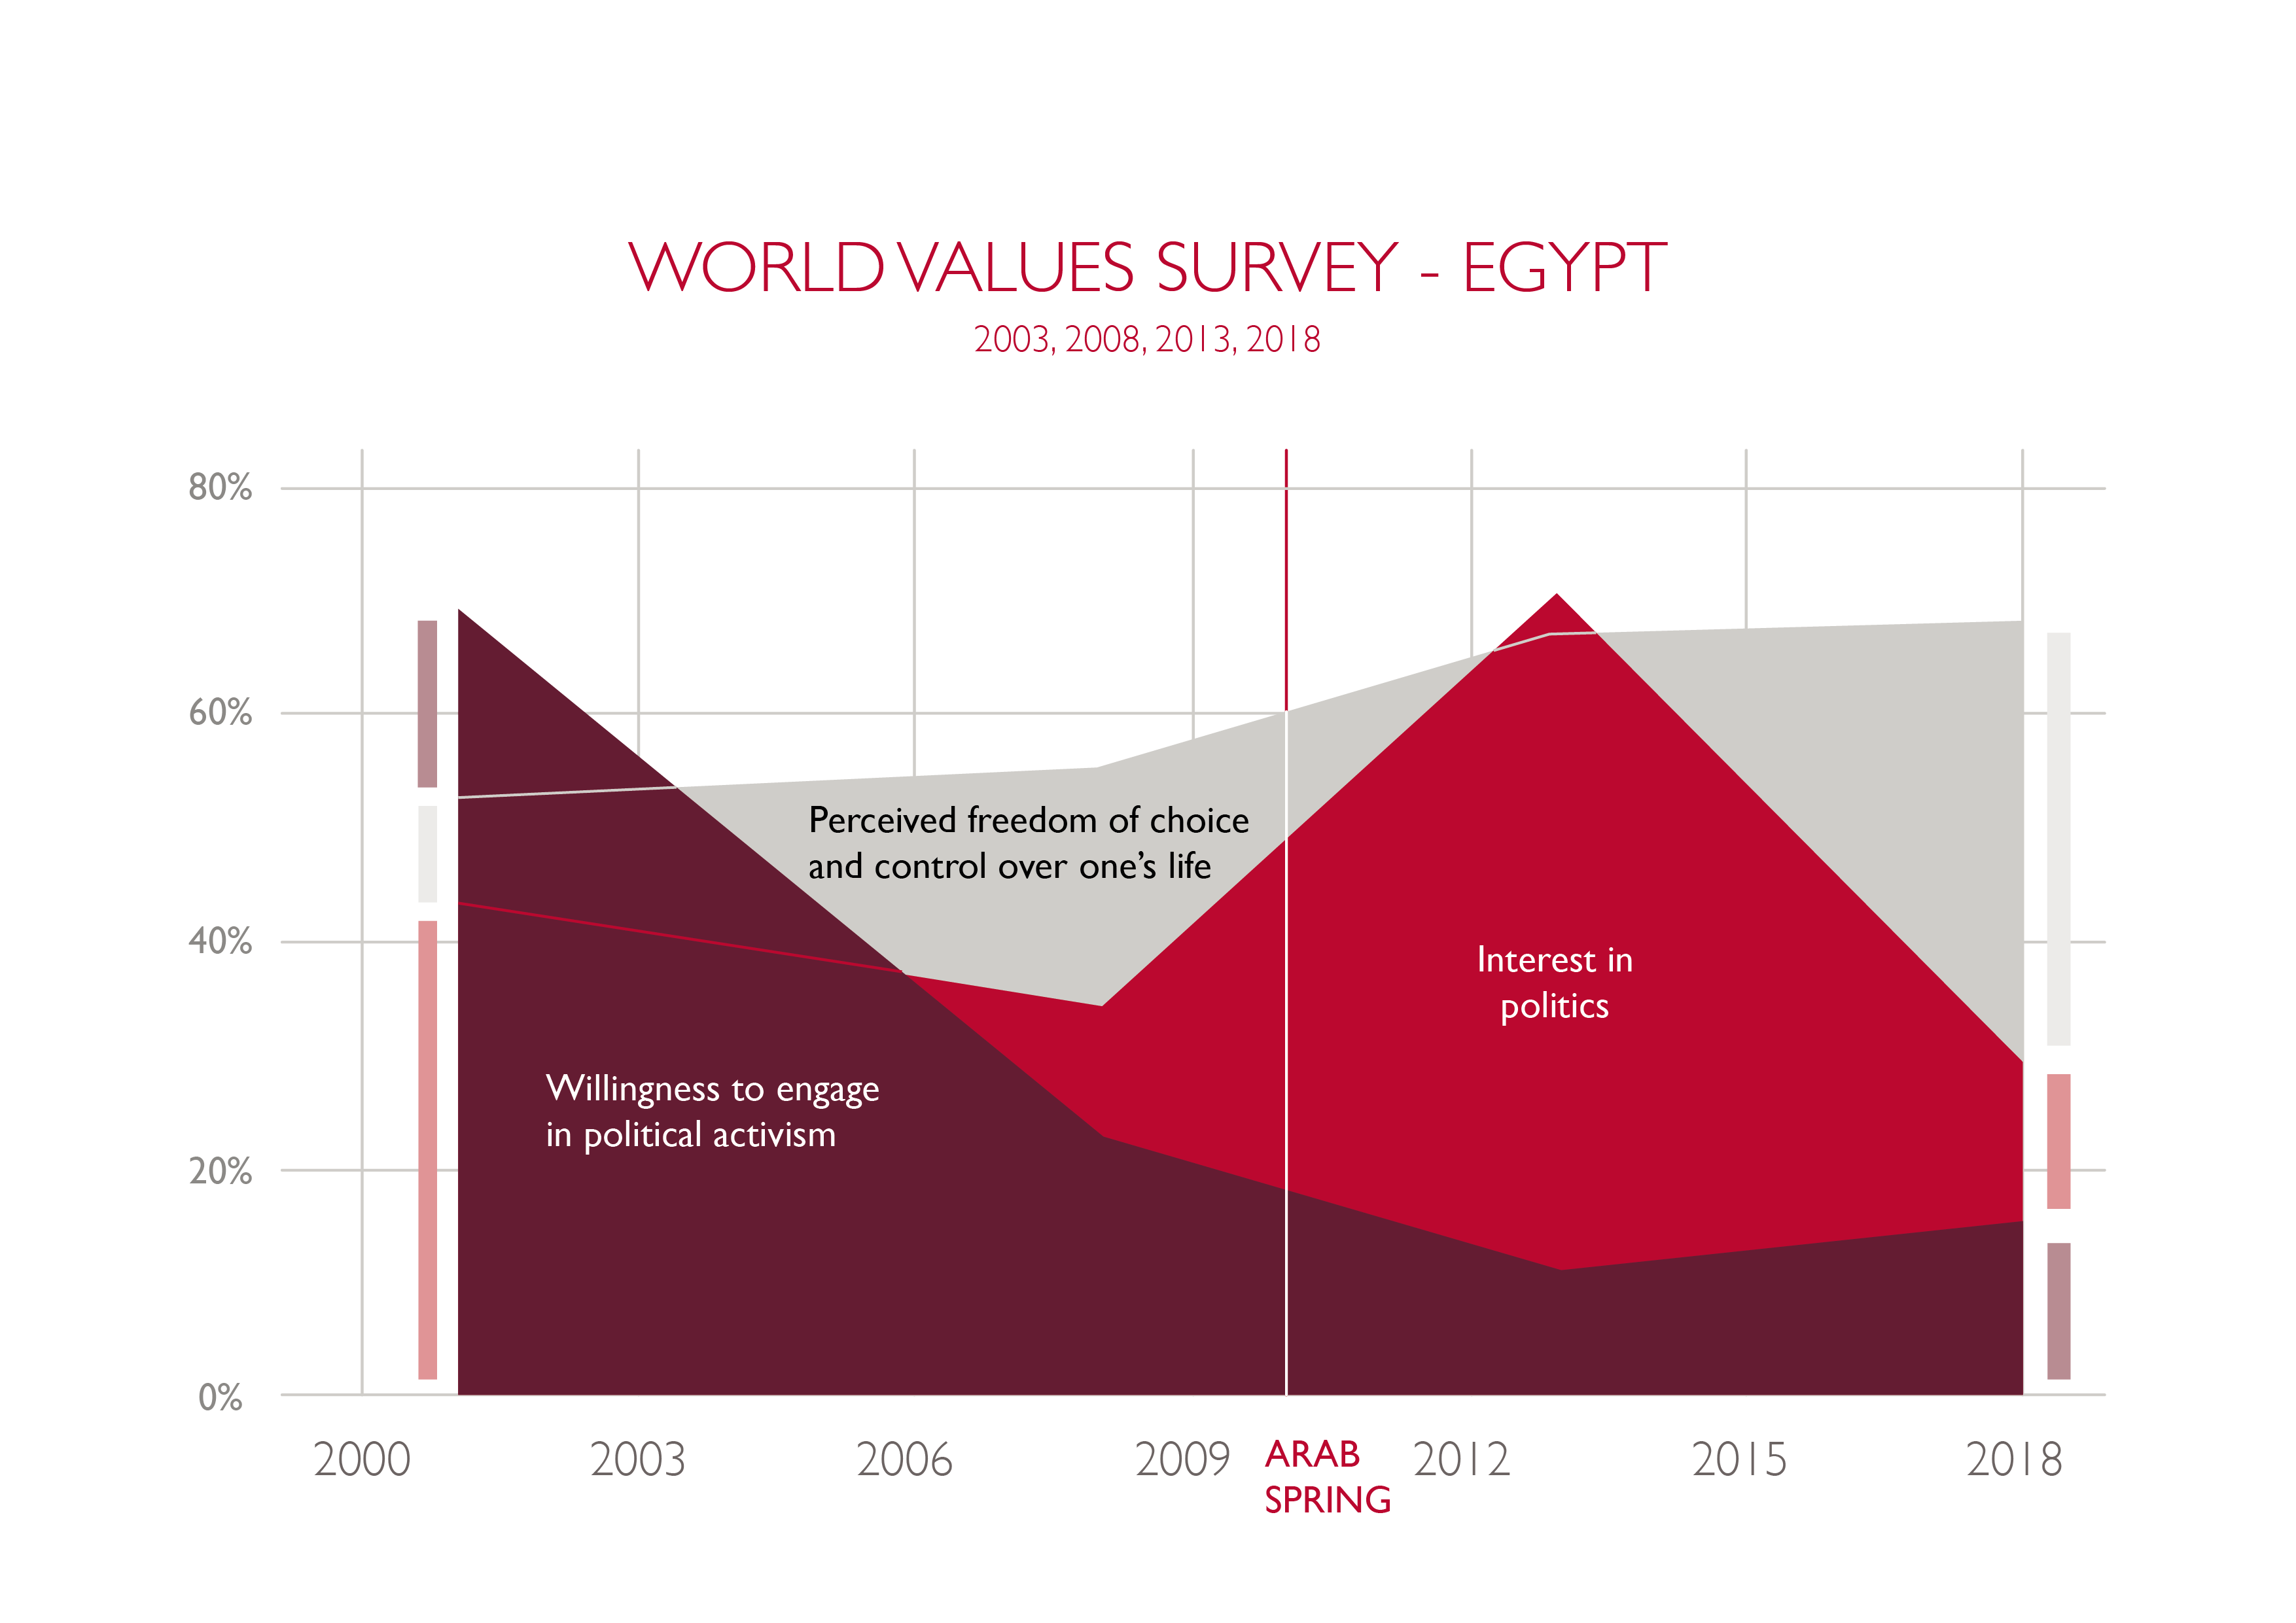 WORLD VALUES SURVEY - EGYPT
2003, 2008, 2013, 2018
80%
60%
40%
20%
0%
Perceived freedom of choice
and control over one’s life
Interest in
politics
Willingness to engage
in political activism
2000
2003
2006
2009
ARAB
SPRING
2012
2015
2018